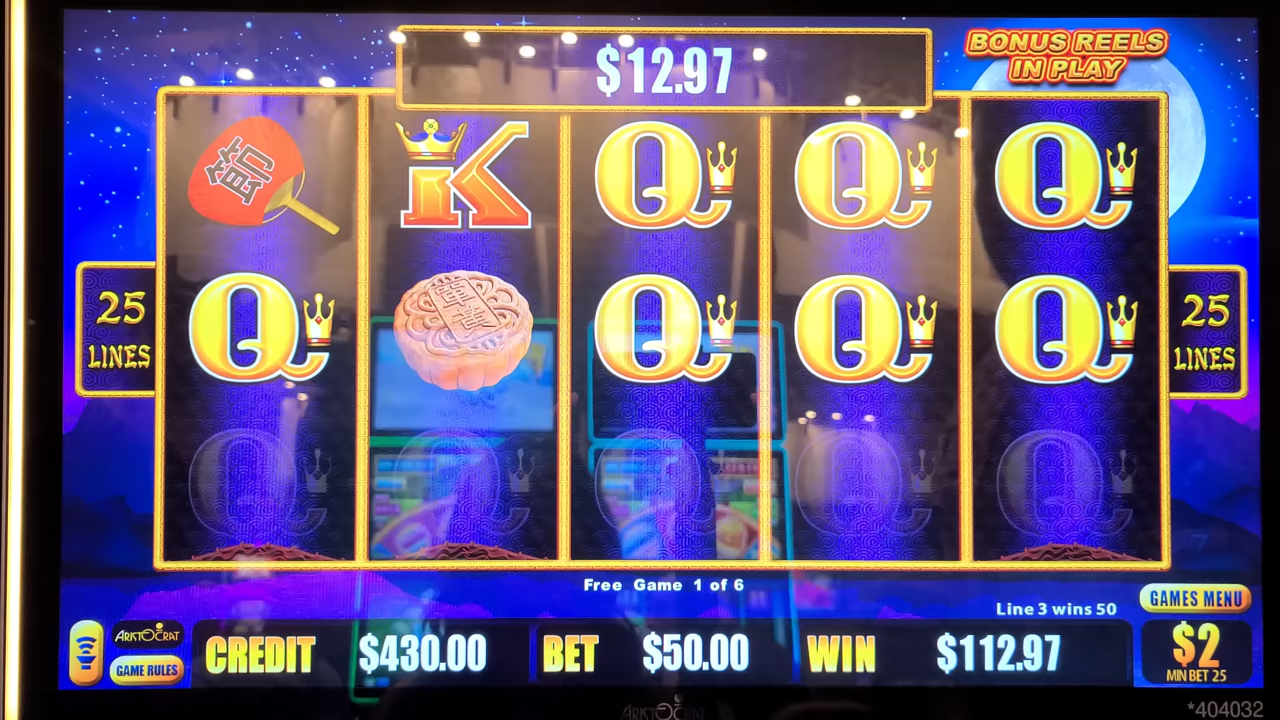 $12.97
BONUS REELS
IN PLAY
K
Q
Q
Q
Q
Q
Q
Q
25
LINES
25
LINES
Q
Q
Q
Q
Q
Free Game 1 of 6
Line 3 wins 50
GAMES MENU
ARISTOCRAT
GAME RULES
CREDIT $430.00 BET $50.00 WIN $112.97
$2
MIN BET 25
ARISTOCRAT
*404032